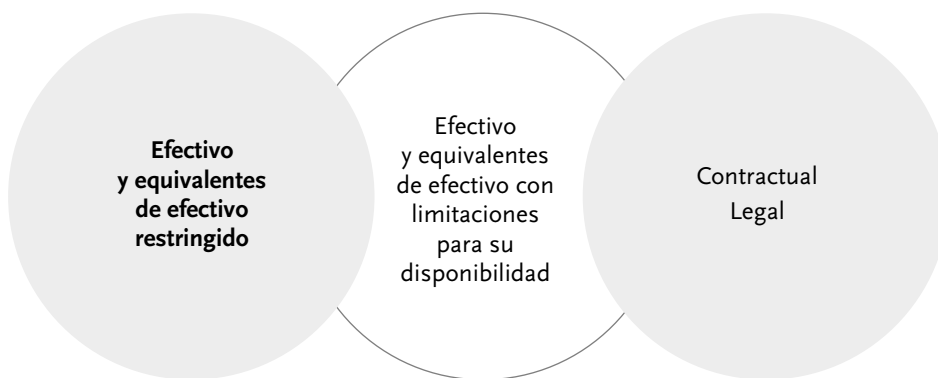 Efectivo
y equivalentes
de efectivo
restringido
Efectivo
y equivalentes
de efectivo con
limitaciones
para su
disponibilidad
Contractual
Legal